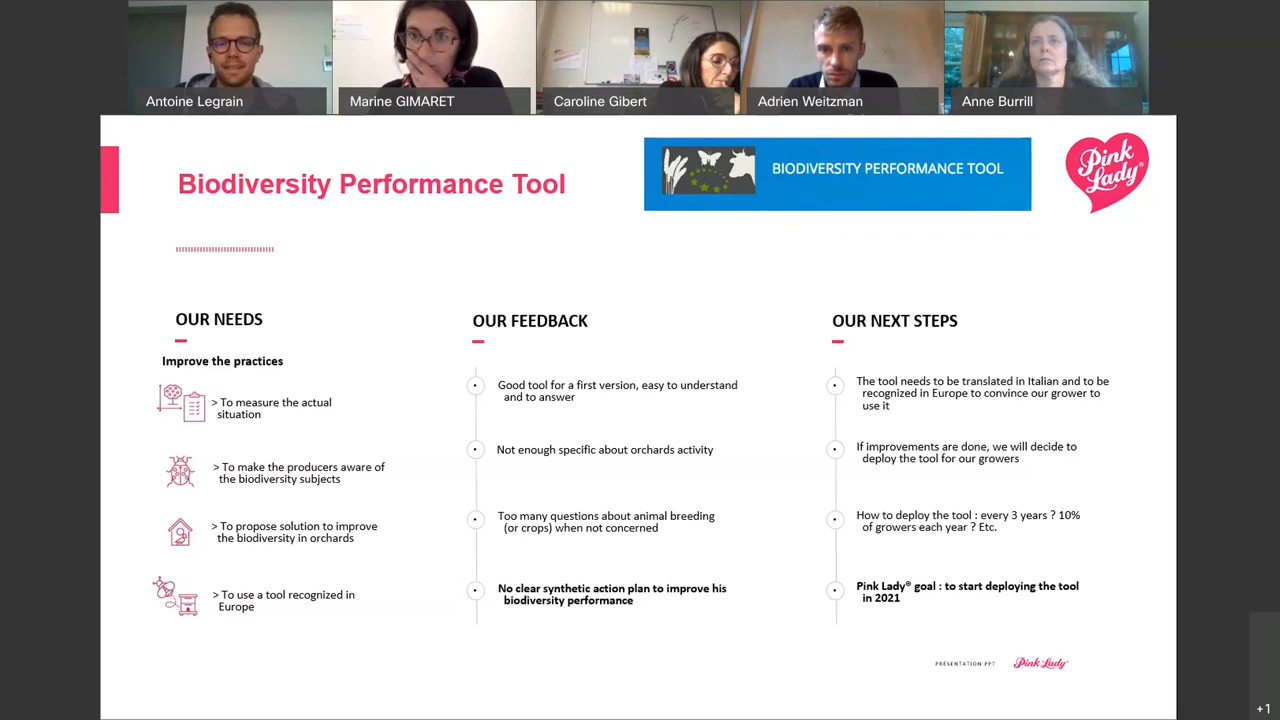 Antoine Legrain
Marine GIMARET
Caroline Gibert
Adrien Weitzman
Anne Burrill
Biodiversity Performance Tool
BIODIVERSITY PERFORMANCE TOOL
Pink
Lady®
OUR NEEDS
Improve the practices
> To measure the actual
situation
> To make the producers aware of
the biodiversity subjects
> To propose solution to improve
the biodiversity in orchards
> To use a tool recognized in
Europe
OUR FEEDBACK
Good tool for a first version, easy to understand
and to answer
Not enough specific about orchards activity
Too many questions about animal breeding
(or crops) when not concerned
No clear synthetic action plan to improve his
biodiversity performance
OUR NEXT STEPS
The tool needs to be translated in Italian and to be
recognized in Europe to convince our grower to
use it
If improvements are done, we will decide to
deploy the tool for our growers
How to deploy the tool : every 3 years ? 10%
of growers each year ? Etc.
Pink Lady® goal : to start deploying the tool
in 2021
PRÉSENTATION PPT
Pink Lady®
+1